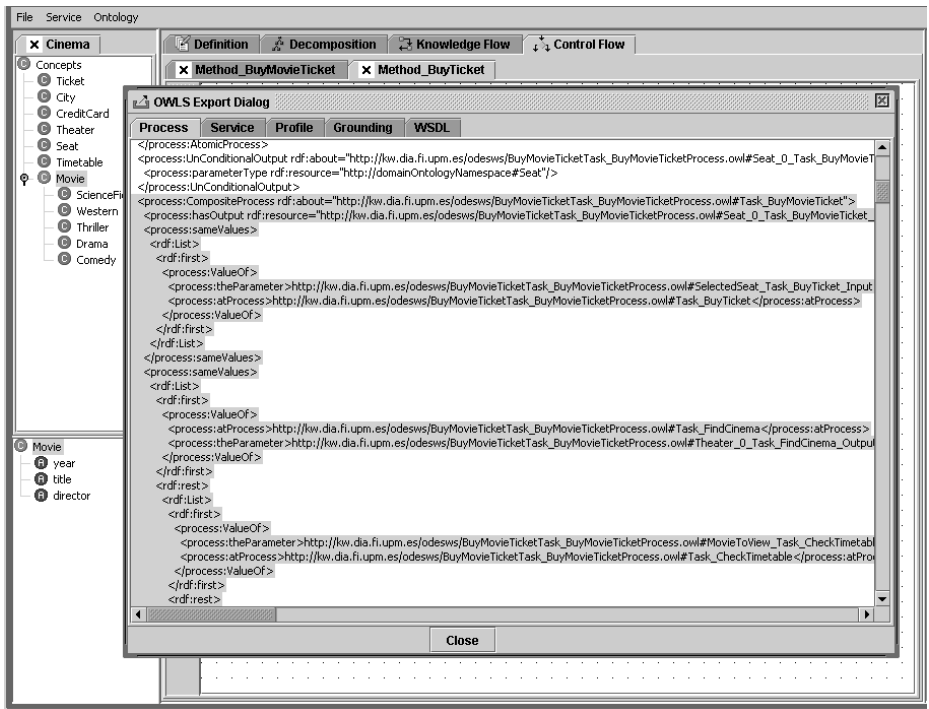 File Service Ontology
Cinema
Definition Decomposition Knowledge Flow Control Flow
Method_BuyMovieTicket Method_BuyTicket
Concepts
Ticket
City
CreditCard
Theater
Seat
Timetable
Movie
ScienceFi
Western
Thriller
Drama
Comedy
Movie
year
title
director
OWLS Export Dialog
Process Service Profile Grounding WSDL
</process:AtomicProcess>
<process:UnConditionalOutput rdf:about="http://kw.dia.fi.upm.es/odesws/BuyMovieTicketTask_BuyMovieTicketProcess.owl#Seat_0_Task_BuyMovieT
<process:parameterType rdf:resource="http://domainOntologyNamespace#Seat"/>
</process:UnConditionalOutput>
<process:CompositeProcess rdf:about="http://kw.dia.fi.upm.es/odesws/BuyMovieTicketTask_BuyMovieTicketProcess.owl#Task_BuyMovieTicket">
<process:hasOutput rdf:resource="http://kw.dia.fi.upm.es/odesws/BuyMovieTicketTask_BuyMovieTicketProcess.owl#Seat_0_Task_BuyMovieTicket_
<process:sameValues>
<rdf:List>
<rdf:first>
<process:ValueOf>
<process:theParameter>http://kw.dia.fi.upm.es/odesws/BuyMovieTicketTask_BuyMovieTicketProcess.owl#SelectedSeat_Task_BuyTicket_Input
<process:atProcess>http://kw.dia.fi.upm.es/odesws/BuyMovieTicketTask_BuyMovieTicketProcess.owl#Task_BuyTicket</process:atProcess>
</process:ValueOf>
</rdf:first>
</rdf:List>
</process:sameValues>
<process:sameValues>
<rdf:List>
<rdf:first>
<process:ValueOf>
<process:atProcess>http://kw.dia.fi.upm.es/odesws/BuyMovieTicketTask_BuyMovieTicketProcess.owl#Task_FindCinema</process:atProcess>
<process:theParameter>http://kw.dia.fi.upm.es/odesws/BuyMovieTicketTask_BuyMovieTicketProcess.owl#Theater_0_Task_FindCinema_Output
</process:ValueOf>
</rdf:first>
<rdf:rest>
<rdf:List>
<rdf:first>
<process:ValueOf>
<process:theParameter>http://kw.dia.fi.upm.es/odesws/BuyMovieTicketTask_BuyMovieTicketProcess.owl#MovieToView_Task_CheckTimetabl
<process:atProcess>http://kw.dia.fi.upm.es/odesws/BuyMovieTicketTask_BuyMovieTicketProcess.owl#Task_CheckTimetable</process:atPro
</process:ValueOf>
</rdf:first>
<rdf:rest>
Close